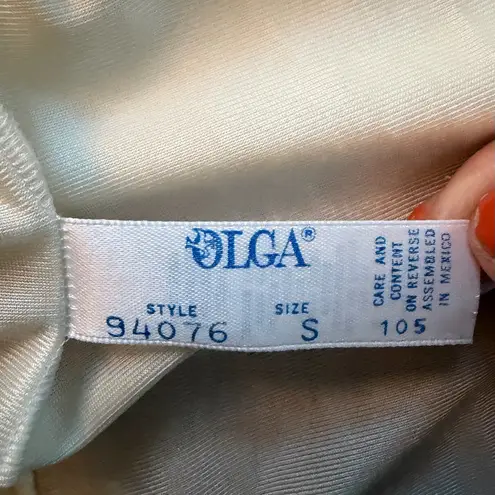 OLGA®
STYLE
94076
SIZE
S
CARE AND
CONTENT
ON REVERSE
ASSEMBLED
IN MEXICO
105